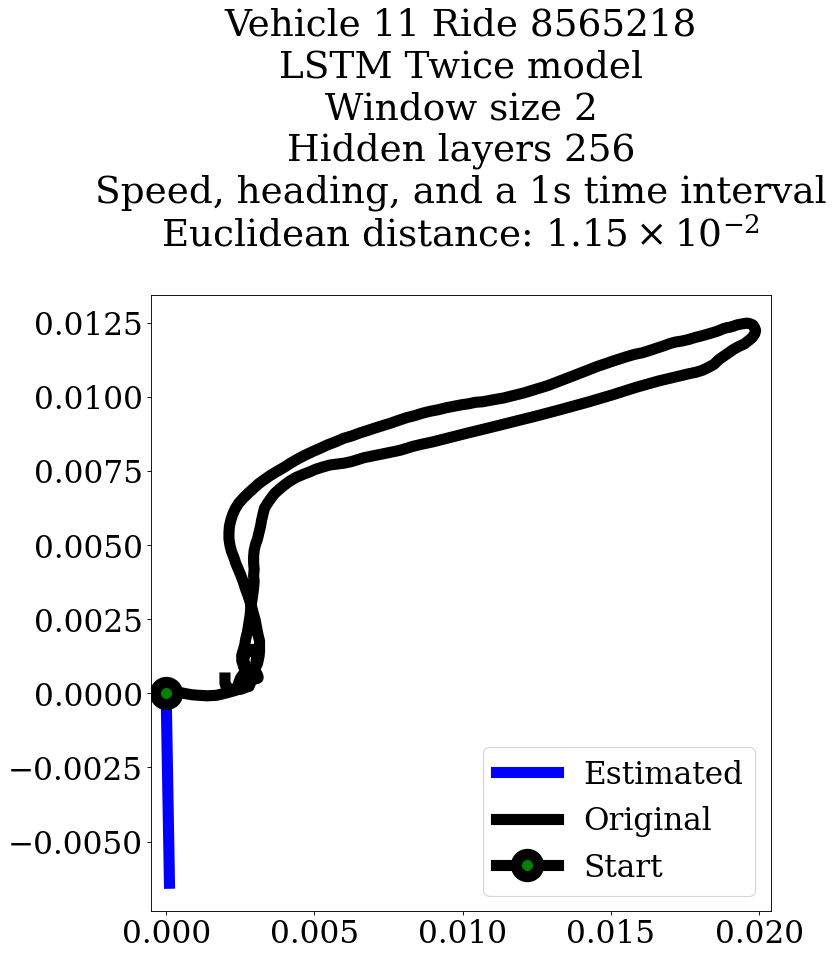 Vehicle 11 Ride 8565218
LSTM Twice model
Window size 2
Hidden layers 256
Speed, heading, and a 1s time interval
Euclidean distance: 1.15 × 10⁻²
0.0125
0.0100
0.0075
0.0050
0.0025
0.0000
−0.0025
−0.0050
Estimated
Original
Start
0.000 0.005 0.010 0.015 0.020